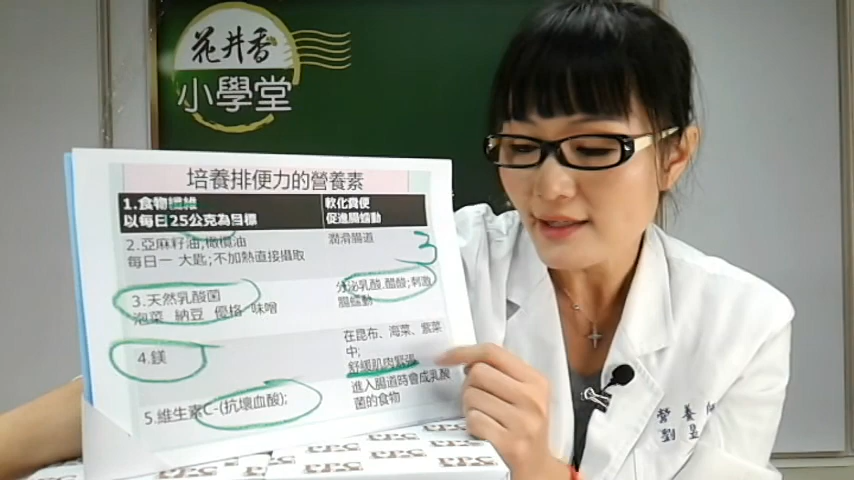 花井香
小學堂
培養排便力的營養素
1.食物纖維
以每日25公克為目標
軟化糞便
促進腸蠕動
2.亞麻籽油;橄欖油
每日一 大匙;不加熱直接攝取
潤滑腸道
3
3.天然乳酸菌
泡菜 納豆 優格 味噌
分泌乳酸.醋酸;刺激
腸蠕動
4.鎂
在昆布、海菜、紫菜
中;
舒緩肌肉緊張
5.維生素C-(抗壞血酸);
進入腸道時會成乳酸
菌的食物
營養師